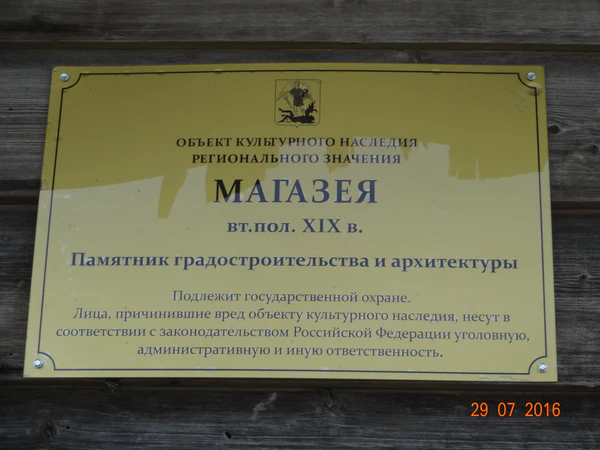 ОБЪЕКТ КУЛЬТУРНОГО НАСЛЕДИЯ
РЕГИОНАЛЬНОГО ЗНАЧЕНИЯ
МАГАЗЕЯ
вт.пол. XIX в.
Памятник градостроительства и архитектуры
Подлежит государственной охране.
Лица, причинившие вред объекту культурного наследия, несут в
соответствии с законодательством Российской Федерации уголовную,
административную и иную ответственность.
29 07 2016